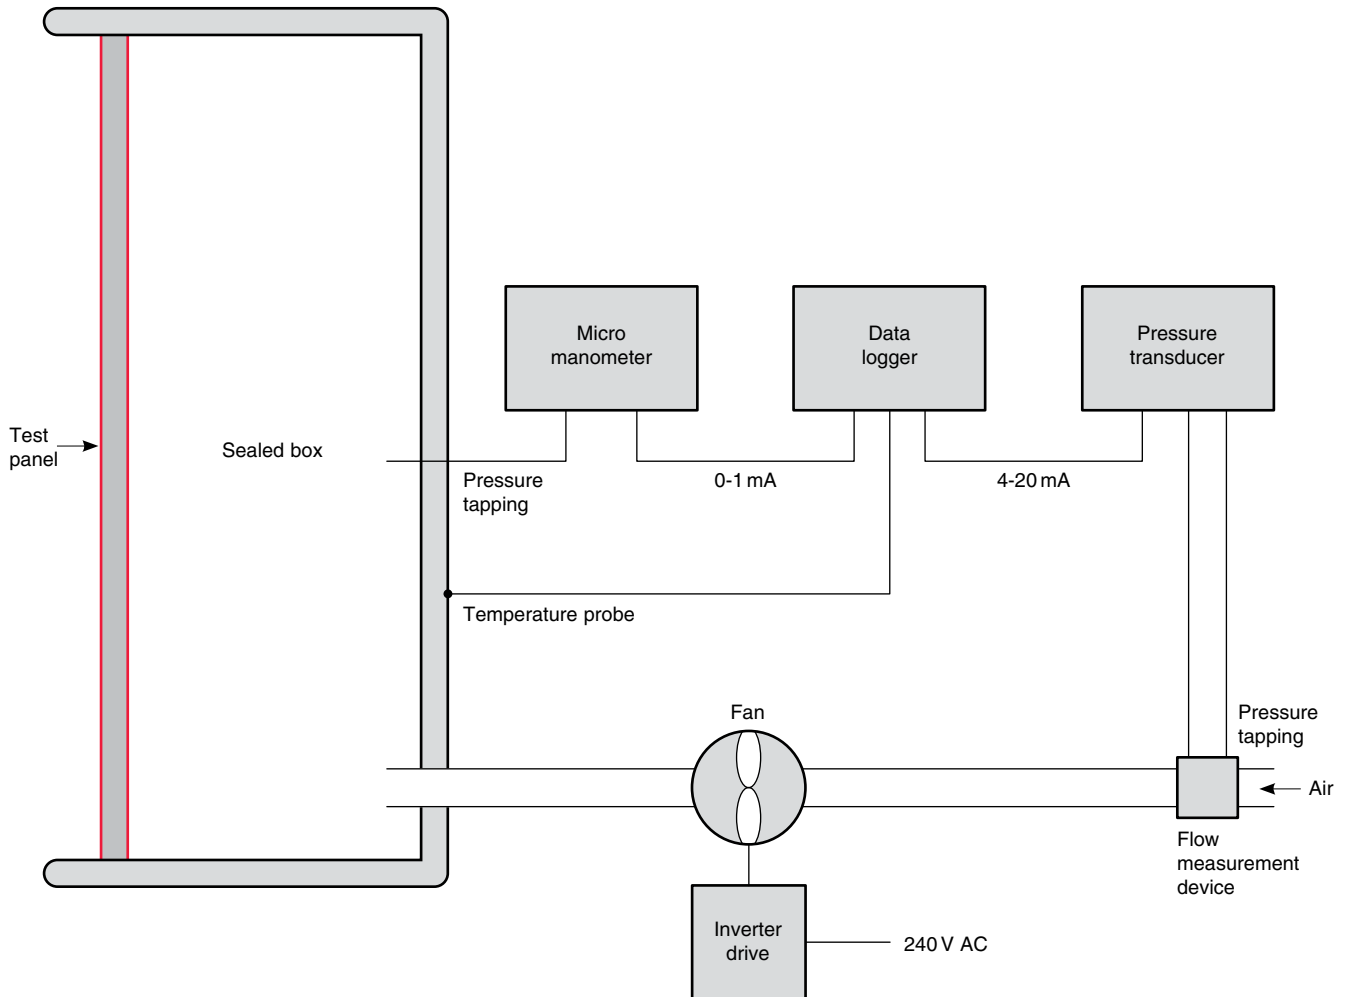 Micro
manometer
Data
logger
Pressure
transducer
Test
panel
Sealed box
Pressure
tapping
0-1 mA
4-20 mA
Temperature probe
Fan
Pressure
tapping
Air
Flow
measurement
device
Inverter
drive
240 V AC